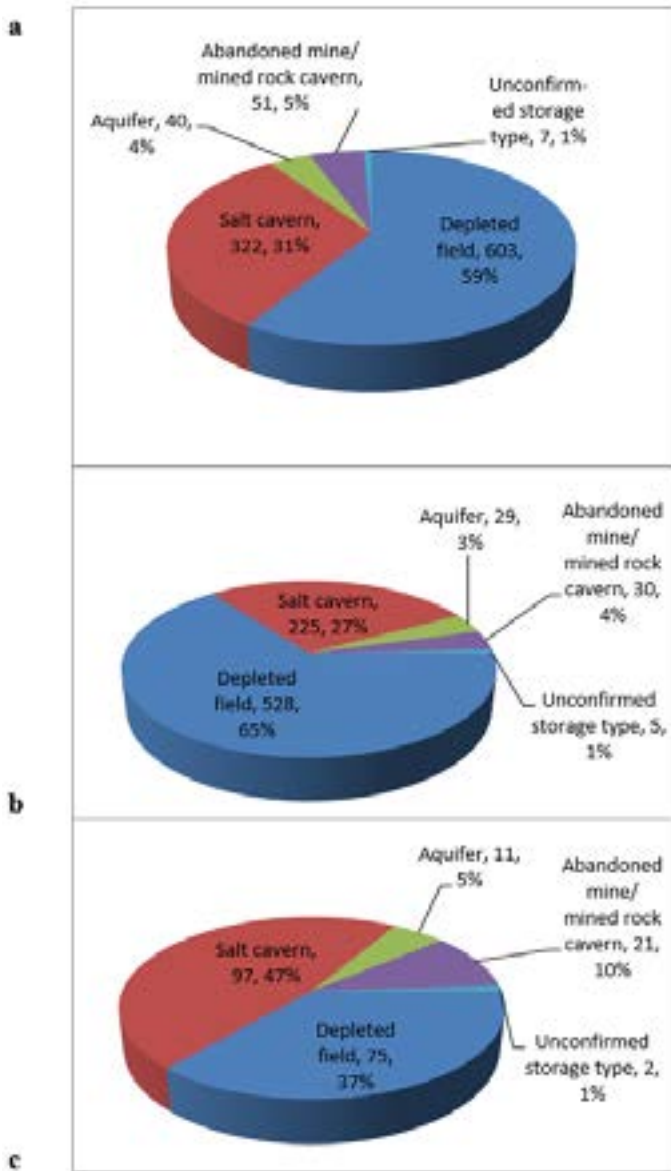 a
Abandoned mine/
mined rock cavern,
51, 5%
Unconfirm-
ed storage
type, 7, 1%
Aquifer, 40,
4%
Salt cavern,
322, 31%
Depleted
field, 603,
59%
Aquifer, 29,
3%
Abandoned
mine/
mined rock
cavern, 30,
4%
Salt cavern,
225, 27%
Depleted
field, 528,
65%
Unconfirmed
storage type, 5,
1%
b
Aquifer, 11,
5%
Abandoned
mine/
mined rock
cavern, 21,
10%
Salt cavern,
97, 47%
Depleted
field, 75,
37%
Unconfirmed
storage type, 2,
1%
c